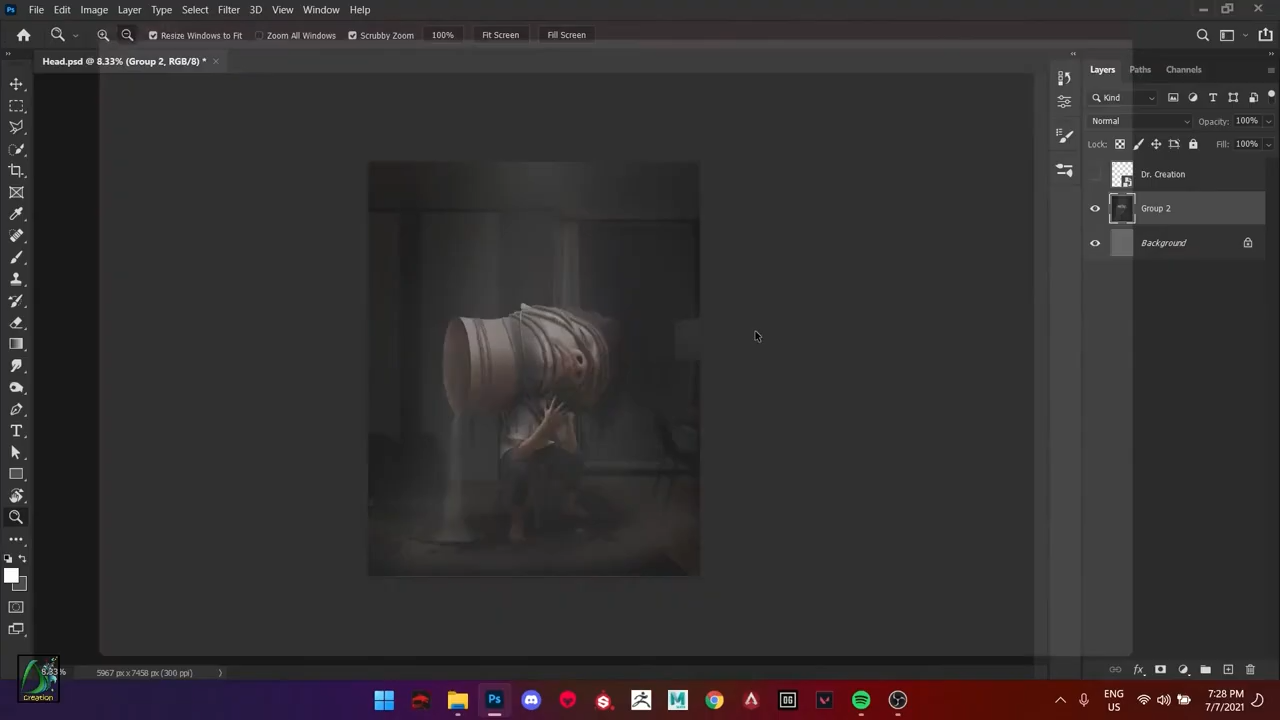 File Edit Image Layer Type Select Filter 3D View Window Help
Resize Windows to Fit Zoom All Windows Scrubby Zoom 100% Fit Screen Fill Screen
Head.psd @ 8.33% (Group 2, RGB/8) *
Layers Paths Channels
Kind
Normal Opacity: 100%
Lock: Fill: 100%
Dr. Creation
Group 2
Background
8.33% 5967 px x 7458 px (300 ppi)
Creation
ENG
US
7:28 PM
7/7/2021